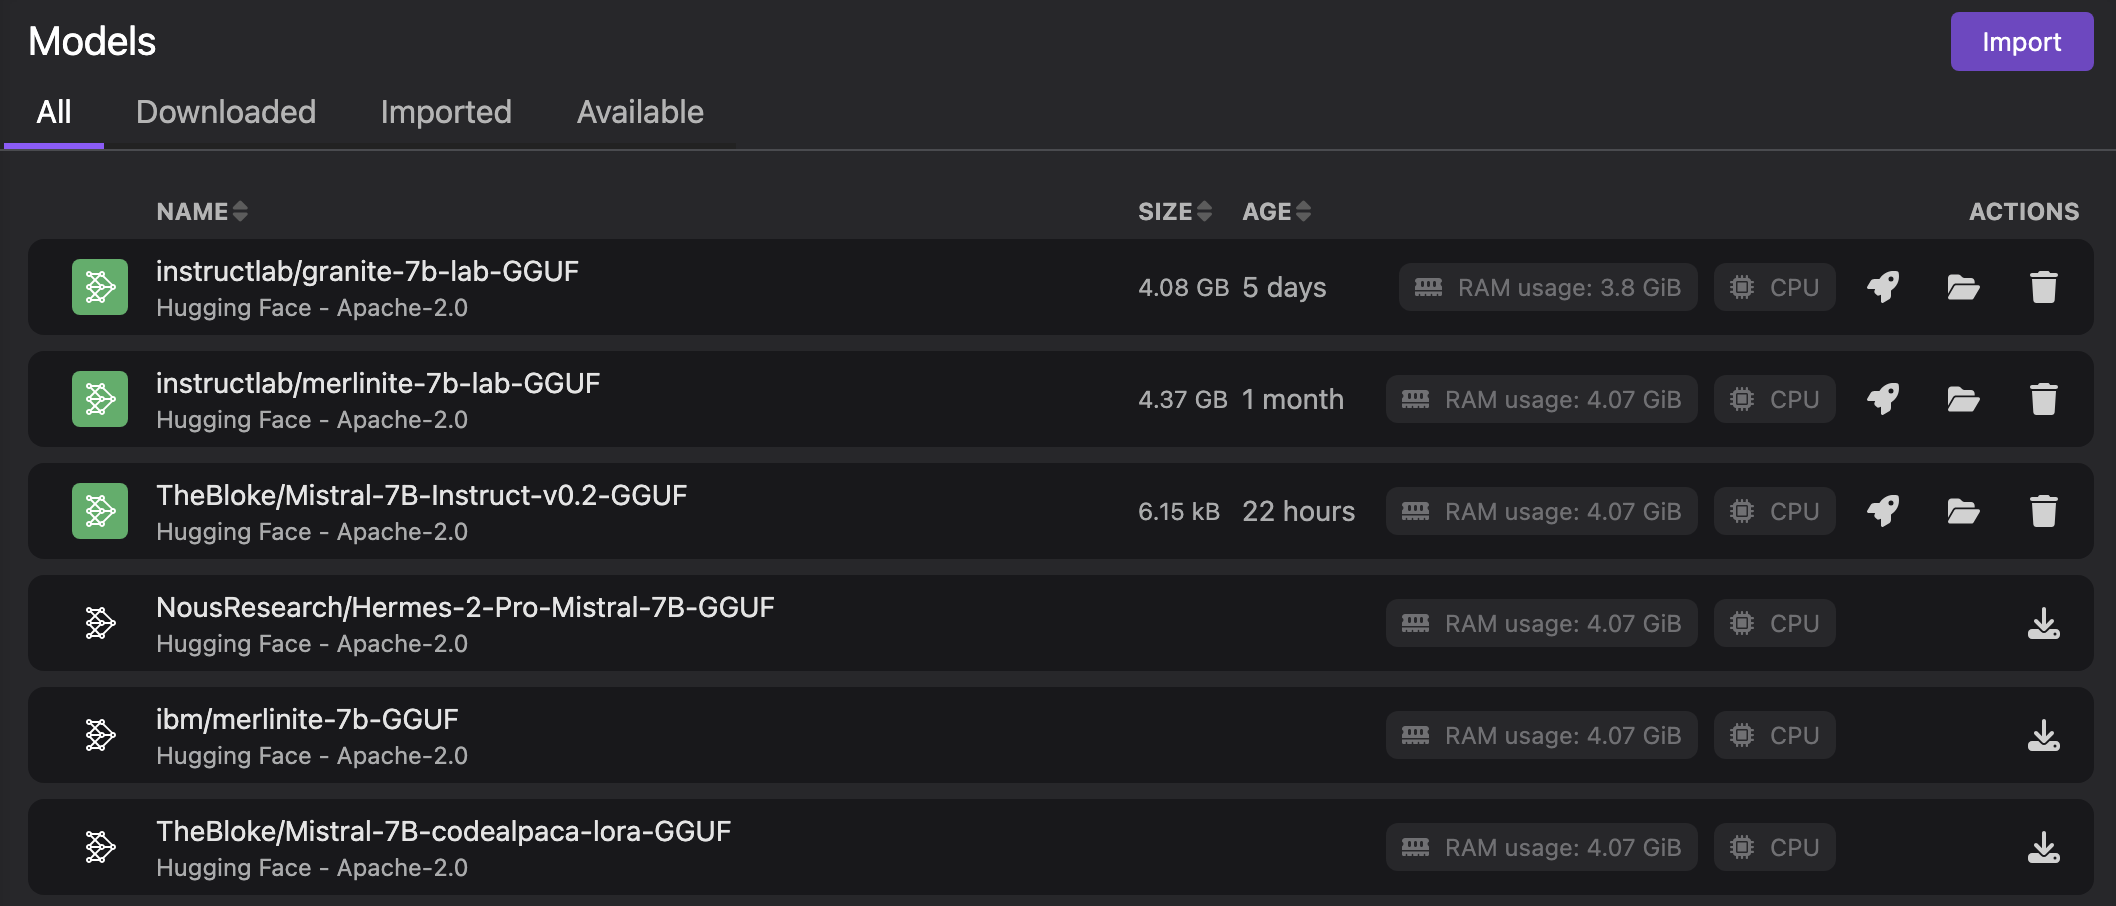 Models
Import
All
Downloaded
Imported
Available
NAME
SIZE
AGE
ACTIONS
instructlab/granite-7b-lab-GGUF
Hugging Face - Apache-2.0
4.08 GB
5 days
RAM usage: 3.8 GiB
CPU
instructlab/merlinite-7b-lab-GGUF
Hugging Face - Apache-2.0
4.37 GB
1 month
RAM usage: 4.07 GiB
CPU
TheBloke/Mistral-7B-Instruct-v0.2-GGUF
Hugging Face - Apache-2.0
6.15 kB
22 hours
RAM usage: 4.07 GiB
CPU
NousResearch/Hermes-2-Pro-Mistral-7B-GGUF
Hugging Face - Apache-2.0
RAM usage: 4.07 GiB
CPU
ibm/merlinite-7b-GGUF
Hugging Face - Apache-2.0
RAM usage: 4.07 GiB
CPU
TheBloke/Mistral-7B-codealpaca-lora-GGUF
Hugging Face - Apache-2.0
RAM usage: 4.07 GiB
CPU